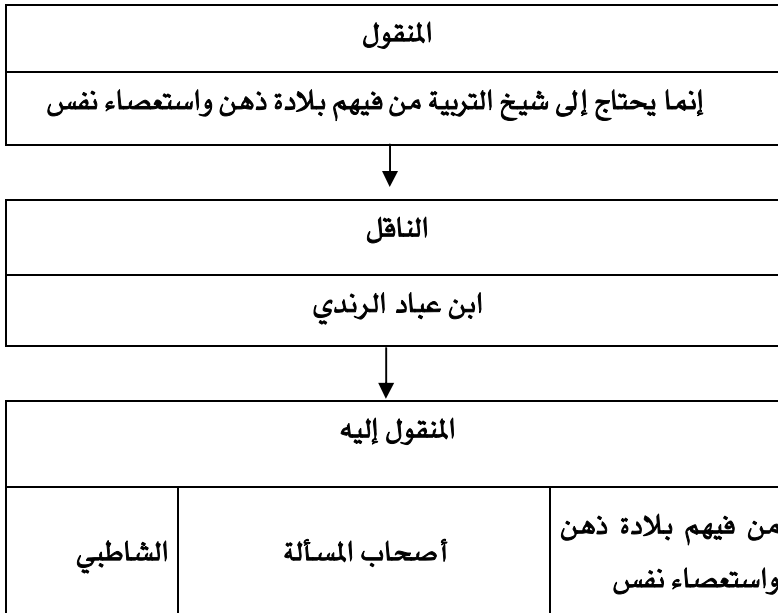 المنقول
إنما يحتاج إلى شيخ التربية من فيهم بلادة ذهن واستعصاء نفس
الناقل
ابن عباد الرندي
المنقول إليه
من فيهم بلادة ذهن
واستعصاء نفس
أصحاب المسألة
الشاطبي